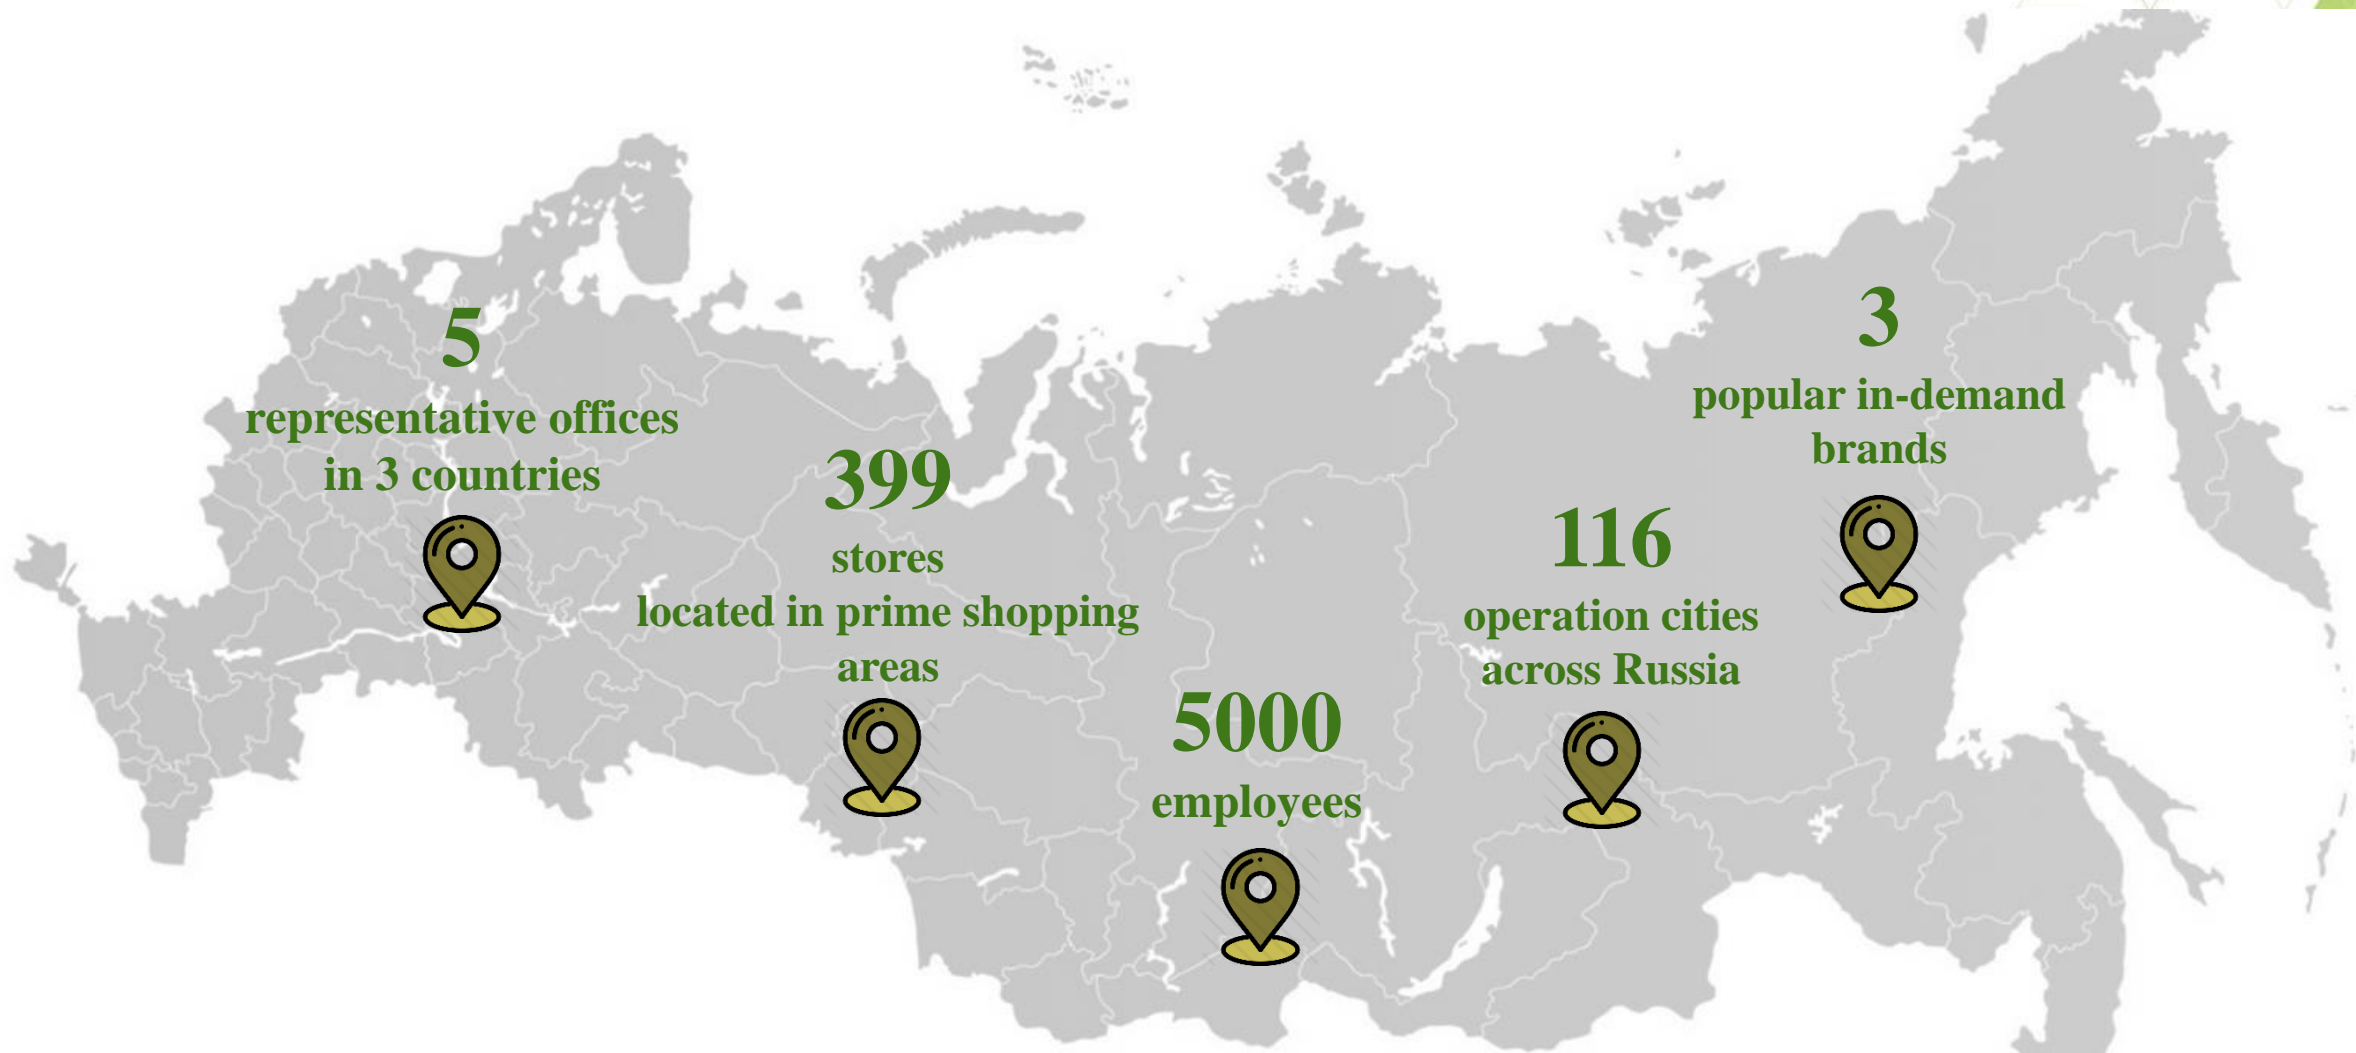 5
representative offices
in 3 countries
399
stores
located in prime shopping
areas
5000
employees
116
operation cities
across Russia
3
popular in-demand
brands